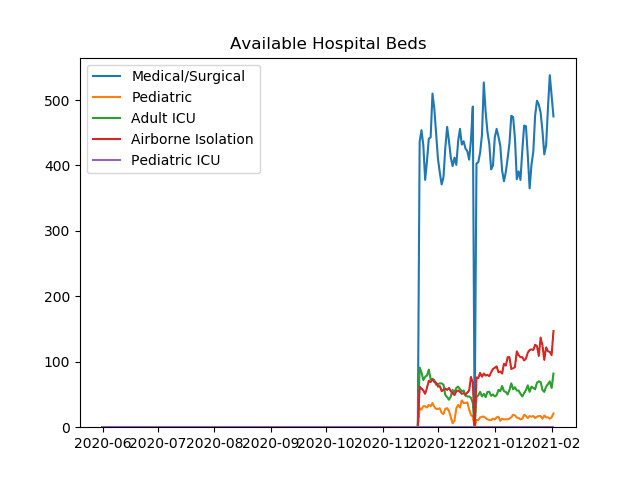 Available Hospital Beds
Medical/Surgical
Pediatric
Adult ICU
Airborne Isolation
Pediatric ICU
500
400
300
200
100
0
2020-06 2020-07 2020-08 2020-09 2020-10 2020-11 2020-12 2021-01 2021-02